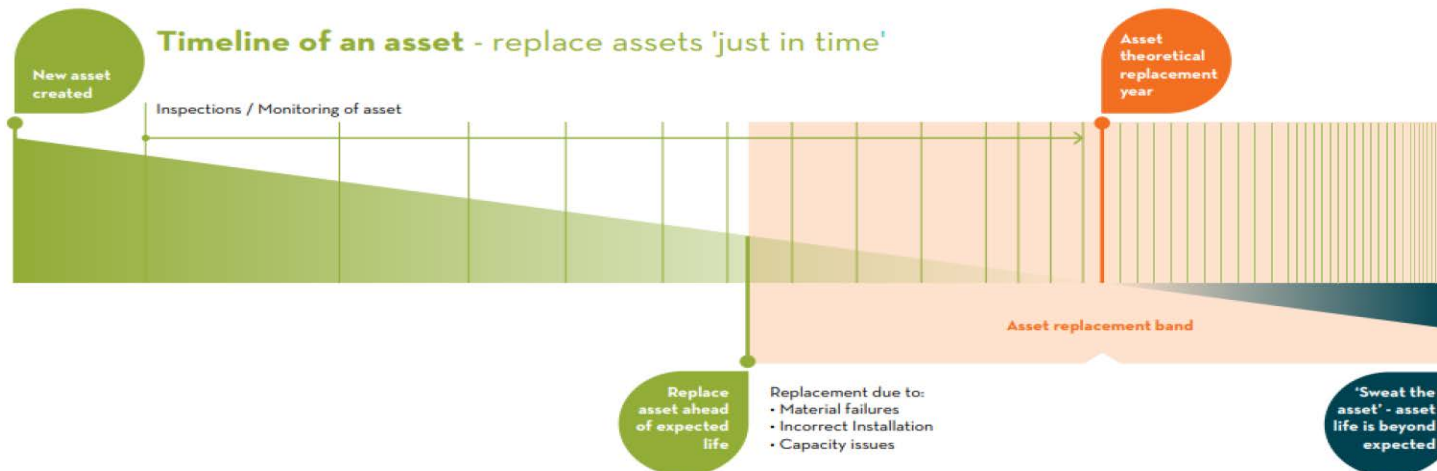 Timeline of an asset - replace assets 'just in time'
New asset
created
Inspections / Monitoring of asset
Asset
theoretical
replacement
year
Asset replacement band
Replace
asset ahead
of expected
life
Replacement due to:
• Material failures
• Incorrect Installation
• Capacity issues
'Sweat the
asset' - asset
life is beyond
expected